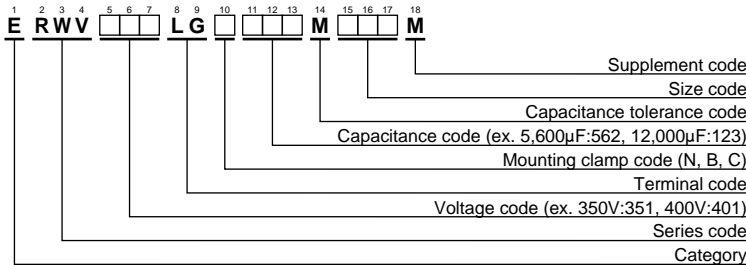 1 2 3 4 5 6 7 8 9 10 11 12 13 14 15 16 17 18
E RWV □□□ LG □ □□□ M □□□ M
Supplement code
Size code
Capacitance tolerance code
Capacitance code (ex. 5,600µF:562, 12,000µF:123)
Mounting clamp code (N, B, C)
Terminal code
Voltage code (ex. 350V:351, 400V:401)
Series code
Category